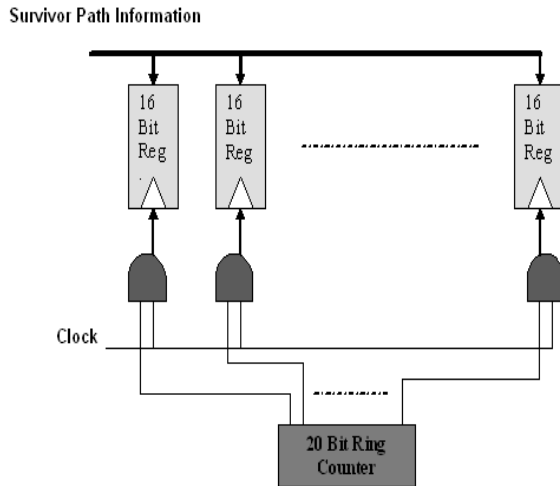 Survivor Path Information
16
Bit
Reg
16
Bit
Reg
16
Bit
Reg
Clock
20 Bit Ring
Counter